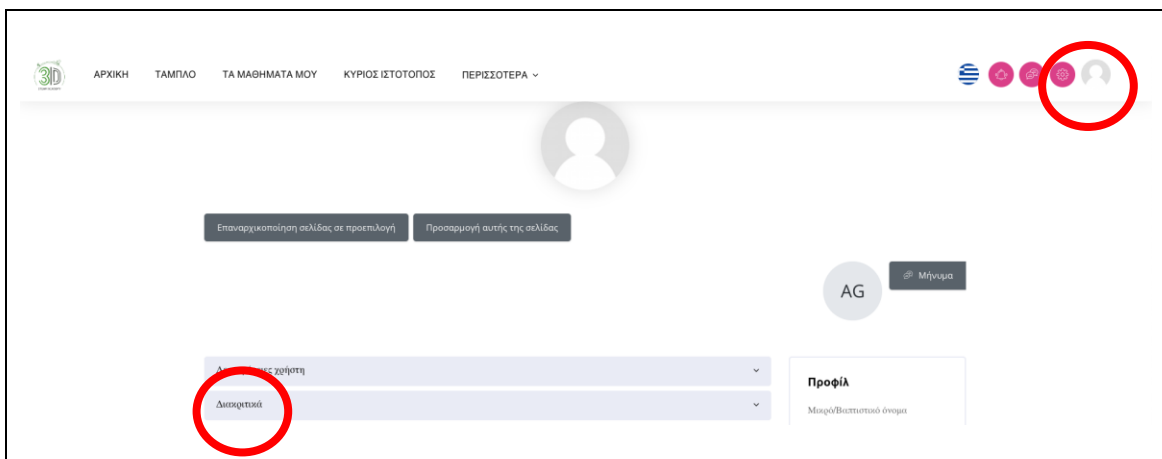 3D
ΑΡΧΙΚΗ ΤΑΜΠΛΟ ΤΑ ΜΑΘΗΜΑΤΑ ΜΟΥ ΚΥΡΙΟΣ ΙΣΤΟΤΟΠΟΣ ΠΕΡΙΣΣΟΤΕΡΑ
Επαναρχικοποίηση σελίδας σε προεπιλογή Προσαρμογή αυτής της σελίδας
AG Μήνυμα
χρήστη
Προφίλ
Διακριτικά
Μικρό/Βαπτιστικό όνομα